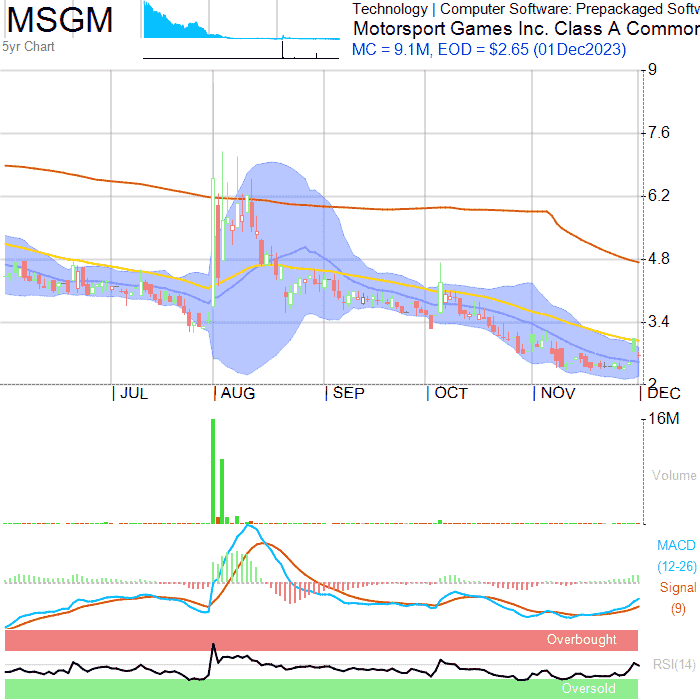 MSGM
5yr Chart
Technology | Computer Software: Prepackaged Softw
Motorsport Games Inc. Class A Common
MC = 9.1M, EOD = $2.65 (01Dec2023)
9
7.6
6.2
4.8
3.4
2
JUL
AUG
SEP
OCT
NOV
DEC
16M
Volume
MACD
(12-26)
Signal
(9)
Overbought
RSI(14)
Oversold